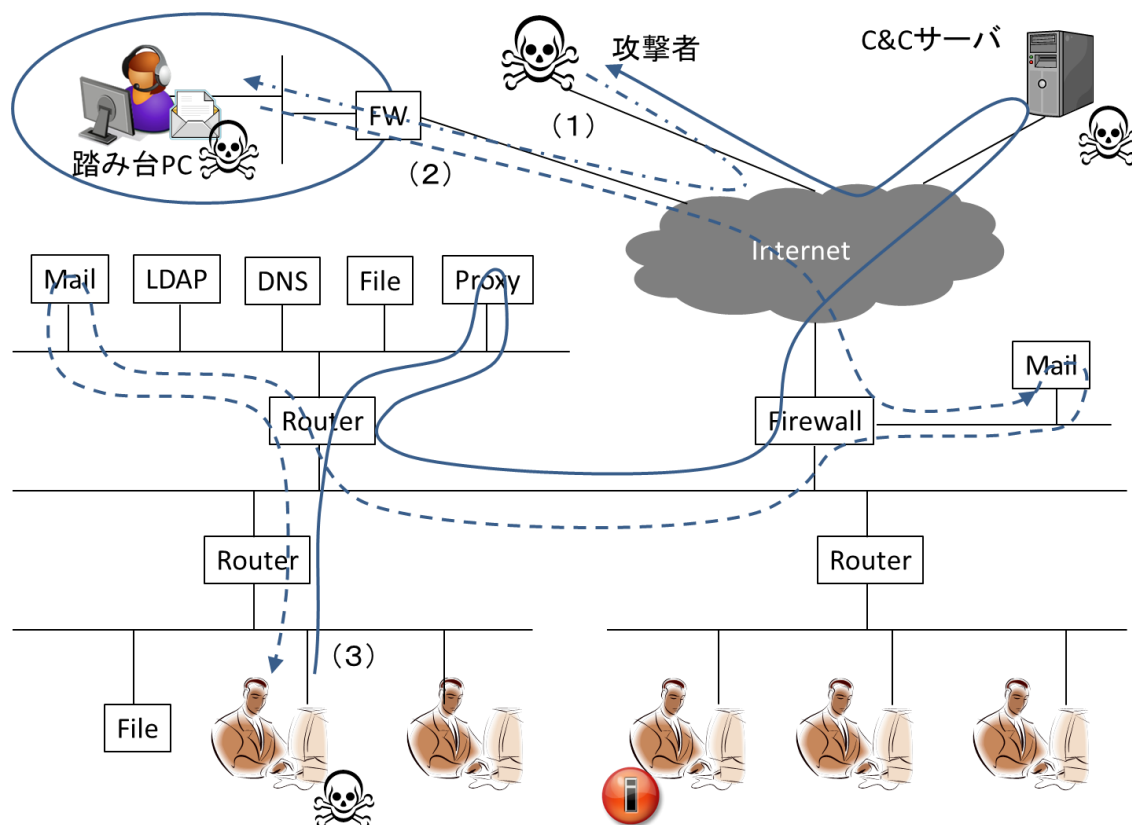 攻撃者
C&Cサーバ
FW
(1)
踏み台PC
(2)
Internet
Mail
LDAP
DNS
File
Proxy
Mail
Router
Firewall
Router
Router
(3)
File